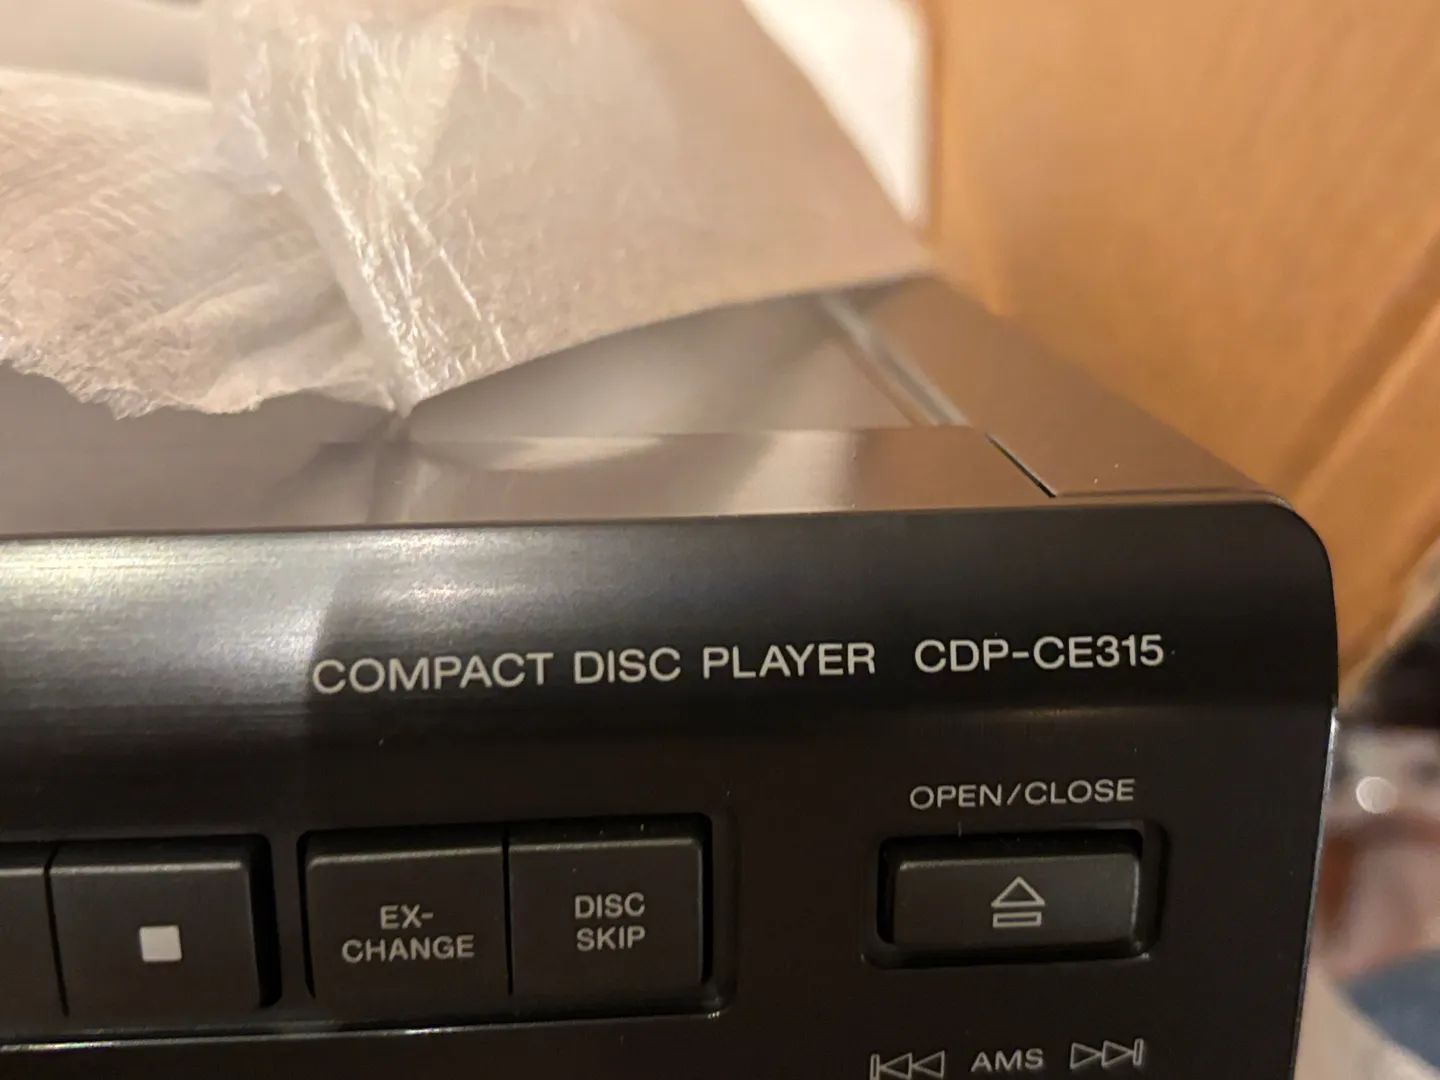 COMPACT DISC PLAYER CDP-CE315
OPEN/CLOSE
EX-
CHANGE
DISC
SKIP
AMS